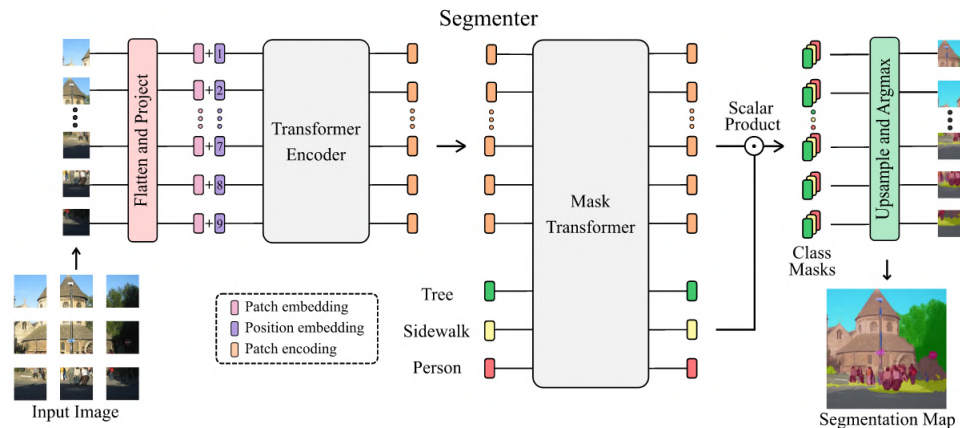 Segmenter
Flatten and Project
+ 1
+ 2
+ 7
+ 8
+ 9
Transformer
Encoder
Mask
Transformer
Scalar
Product
Upsample and Argmax
Class
Masks
Tree
Sidewalk
Person
Patch embedding
Position embedding
Patch encoding
Input Image
Segmentation Map